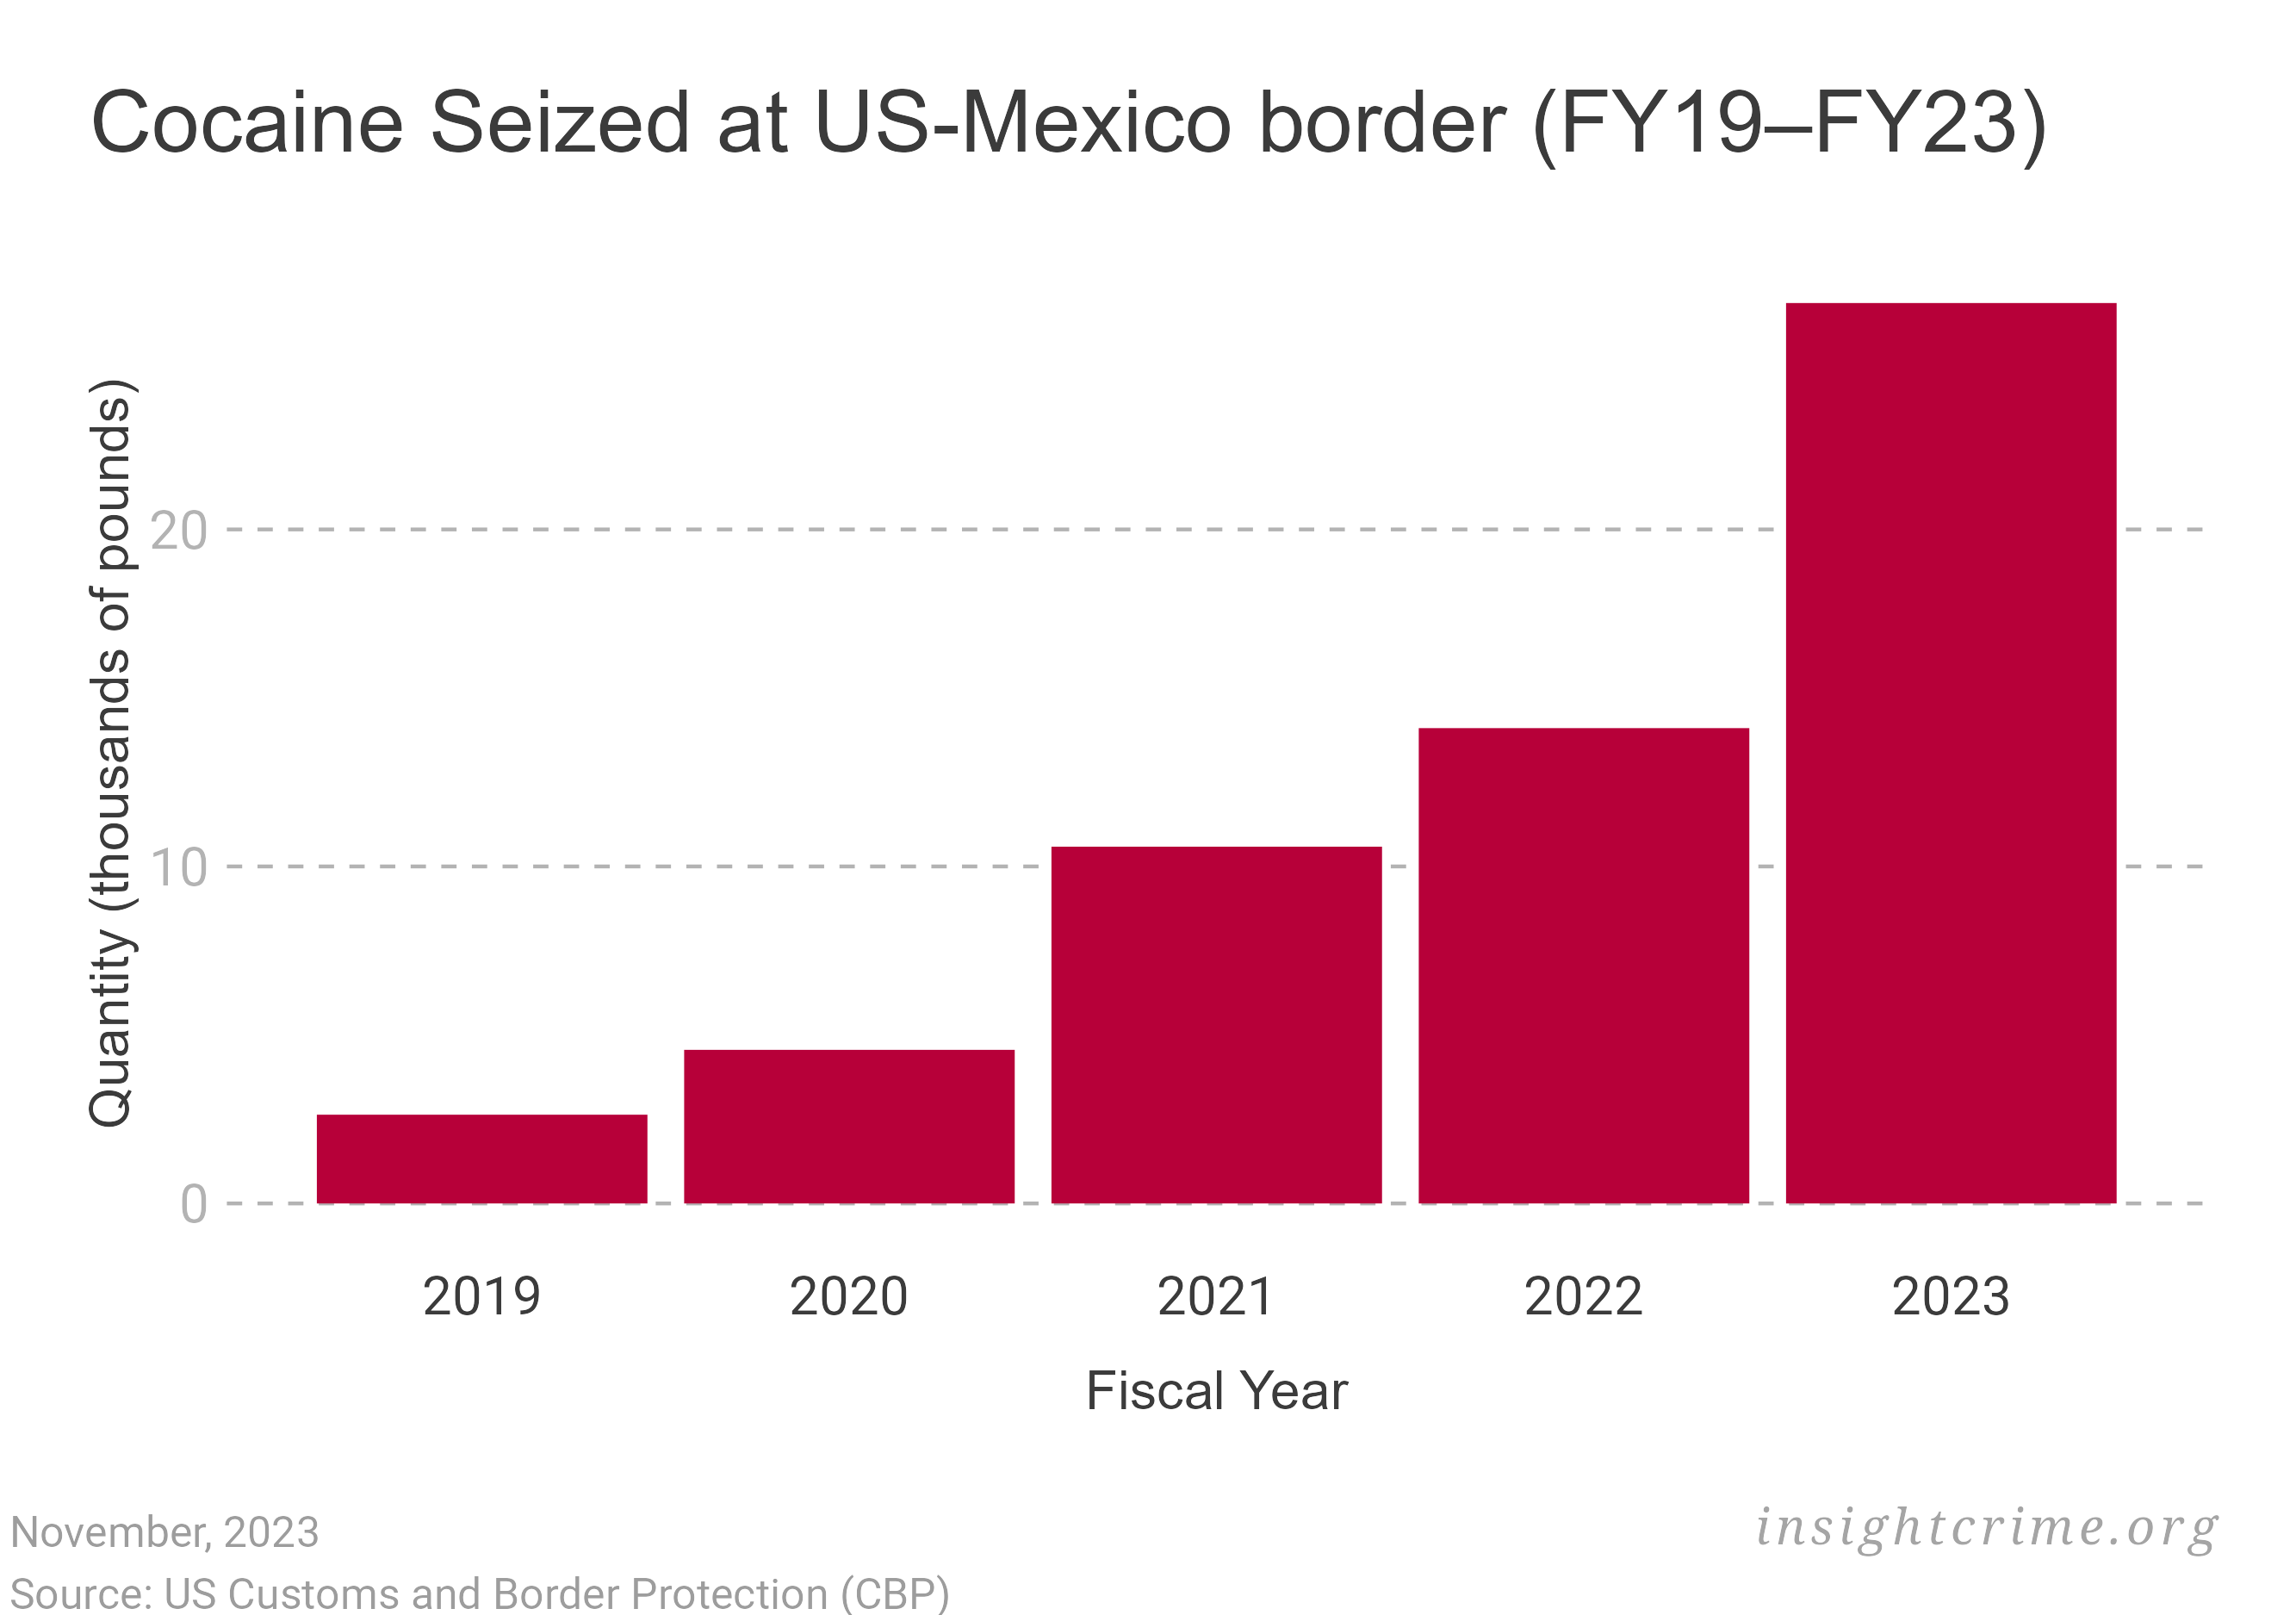 Cocaine Seized at US-Mexico border (FY19–FY23)
Quantity (thousands of pounds)
20
10
0
2019
2020
2021
2022
2023
Fiscal Year
November, 2023
insightcrime.org
Source: US Customs and Border Protection (CBP)